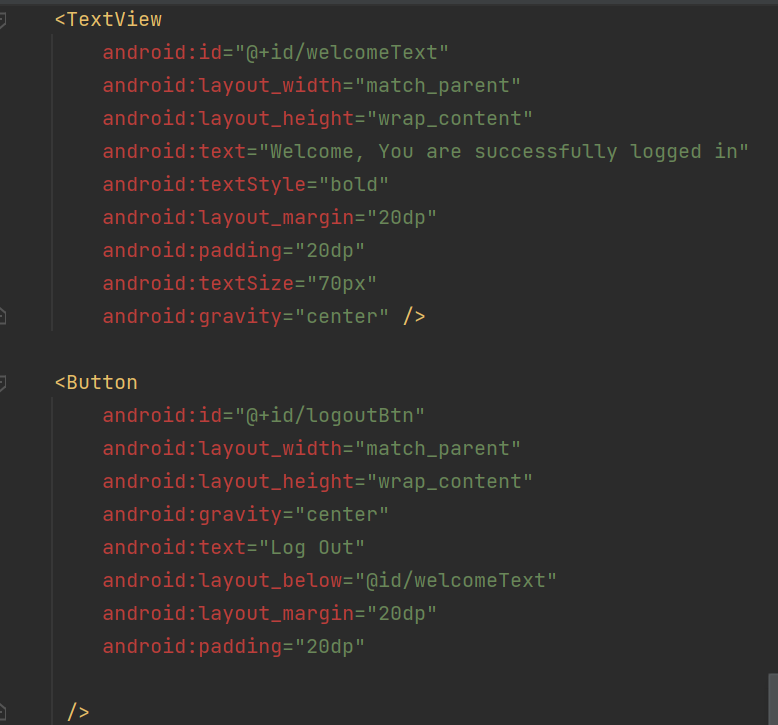 <TextView
android:id="@+id/welcomeText"
android:layout_width="match_parent"
android:layout_height="wrap_content"
android:text="Welcome, You are successfully logged in"
android:textStyle="bold"
android:layout_margin="20dp"
android:padding="20dp"
android:textSize="70px"
android:gravity="center" />
<Button
android:id="@+id/logoutBtn"
android:layout_width="match_parent"
android:layout_height="wrap_content"
android:gravity="center"
android:text="Log Out"
android:layout_below="@id/welcomeText"
android:layout_margin="20dp"
android:padding="20dp"
/>